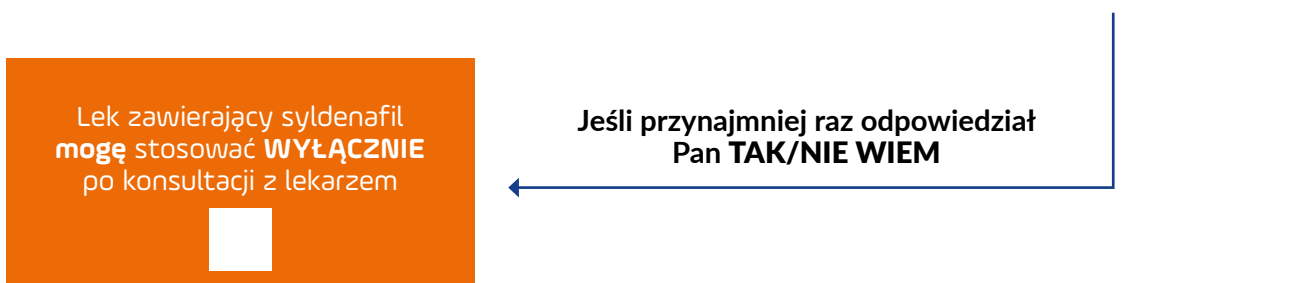 Lek zawierający syldenafil
mogę stosować WYŁĄCZNIE
po konsultacji z lekarzem
Jeśli przynajmniej raz odpowiedział
Pan TAK/NIE WIEM